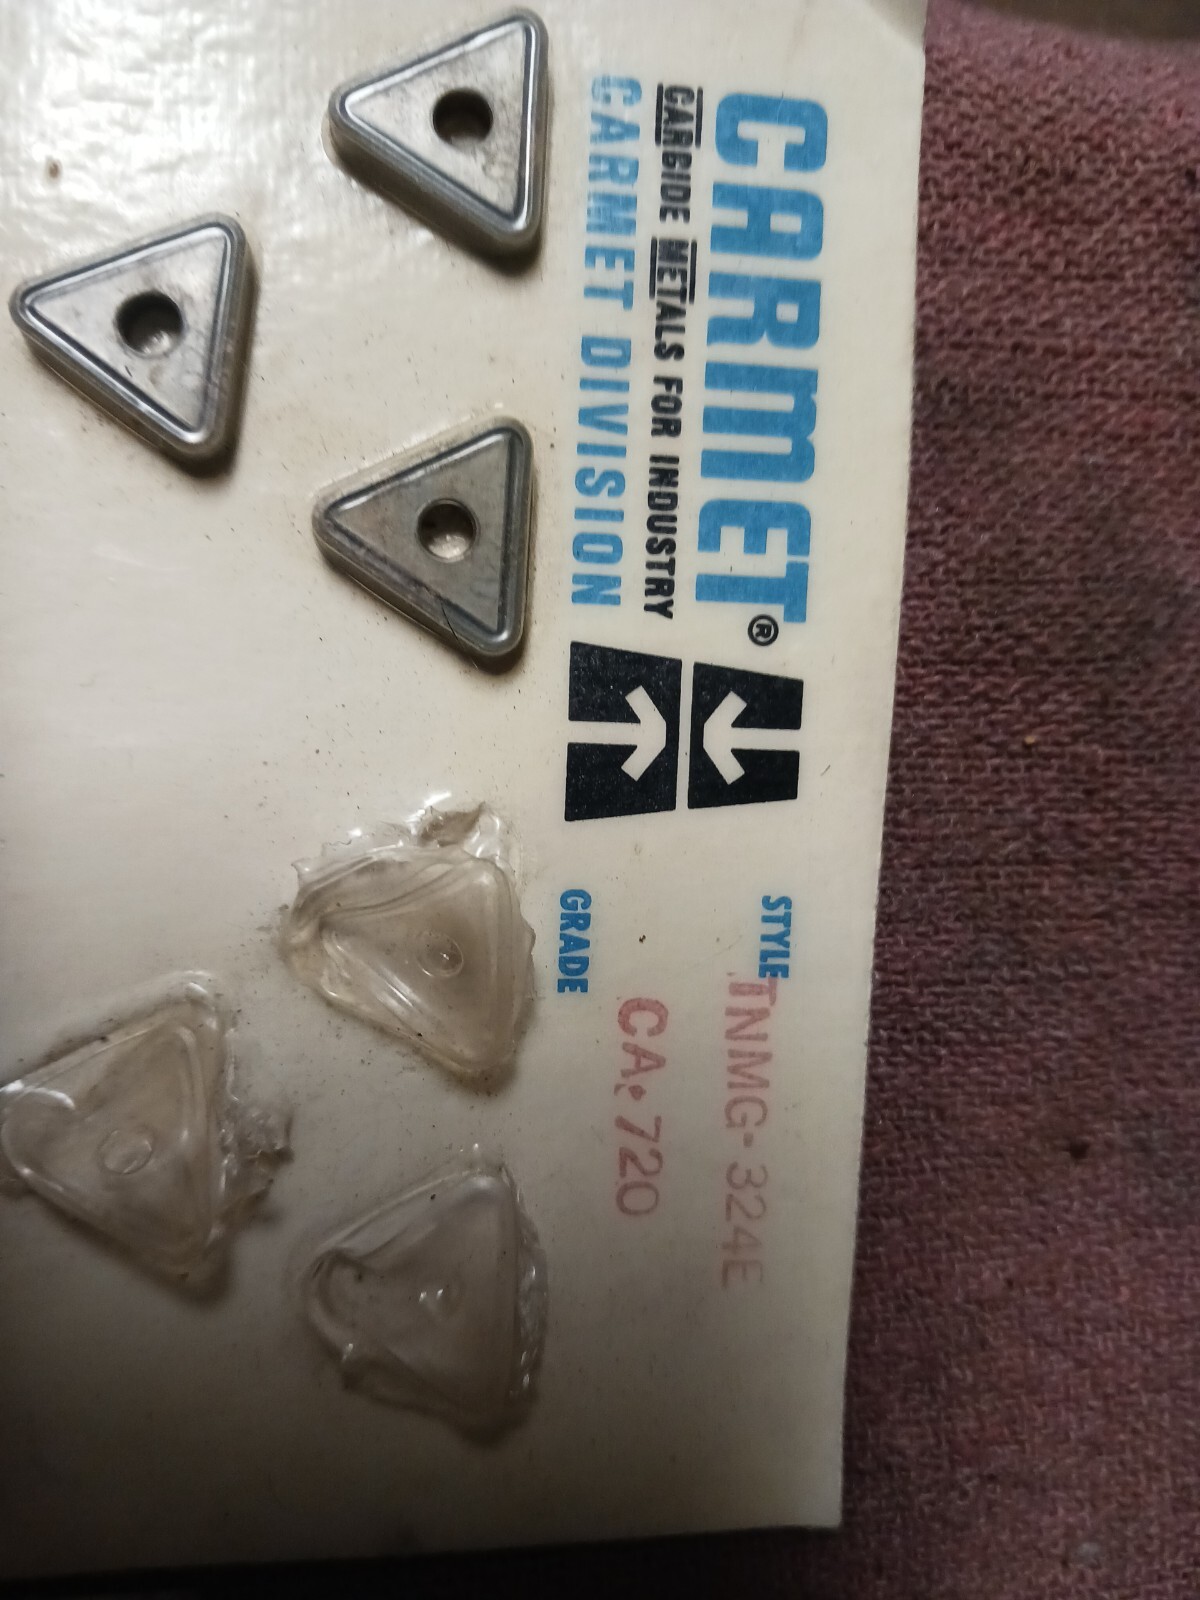 CARMET®
CARBIDE METALS FOR INDUSTRY
CARMET DIVISION
STYLE TNMG-324E
CA-720
GRADE